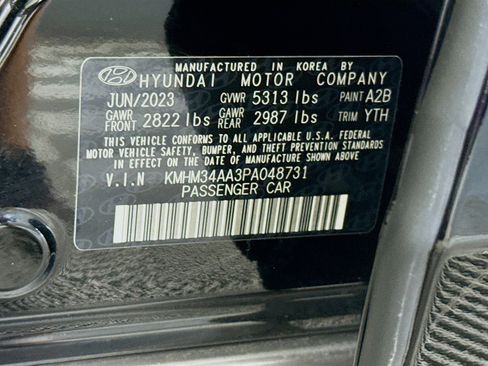 MANUFACTURED IN KOREA BY
HYUNDAI MOTOR COMPANY
JUN/2023 GVWR 5313 lbs PAINT A2B
GAWR FRONT 2822 lbs GAWR REAR 2987 lbs TRIM YTH
THIS VEHICLE CONFORMS TO ALL APPLICABLE U.S.A. FEDERAL
MOTOR VEHICLE SAFETY, BUMPER, AND THEFT PREVENTION
STANDARDS IN EFFECT ON THE DATE OF MANUFACTURE SHOWN ABOVE.
V.I.N KMHM34AA3PA048731
PASSENGER CAR